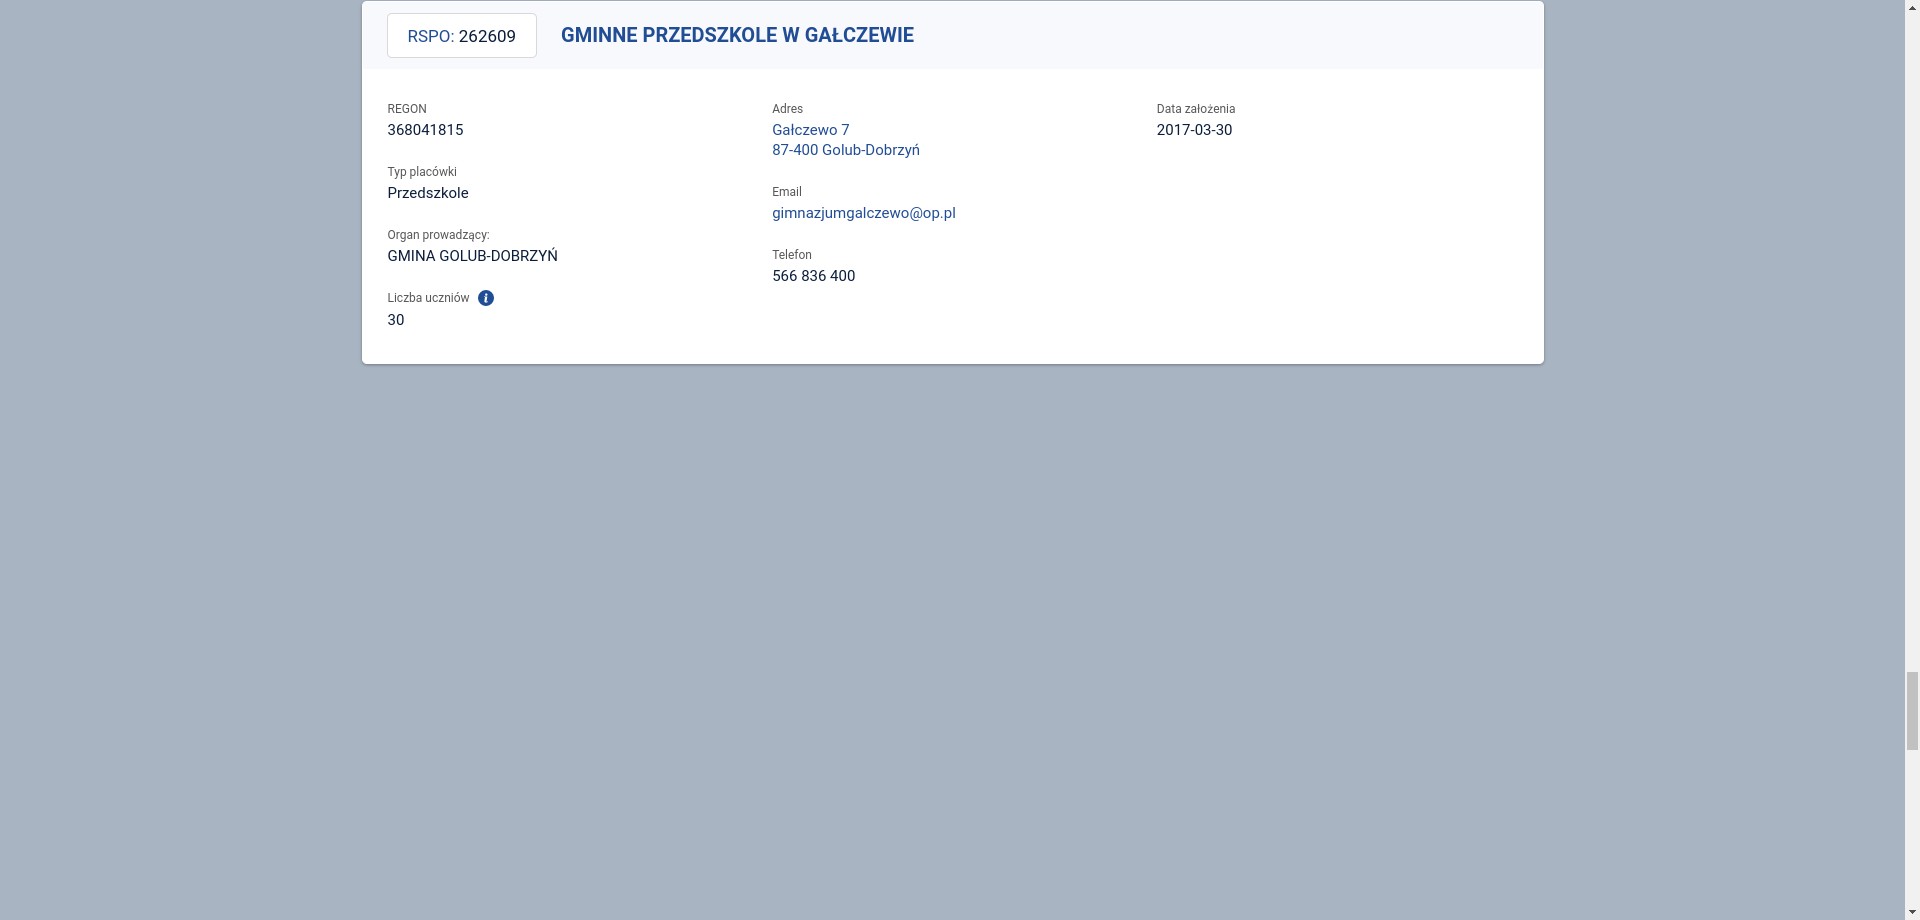 RSPO: 262609
GMINNE PRZEDSZKOLE W GAŁCZEWIE
REGON
368041815
Typ placówki
Przedszkole
Organ prowadzący:
GMINA GOLUB-DOBRZYŃ
Liczba uczniów
30
Adres
Gałczewo 7
87-400 Golub-Dobrzyń
Email
gimnazjumgalczewo@op.pl
Telefon
566 836 400
Data założenia
2017-03-30